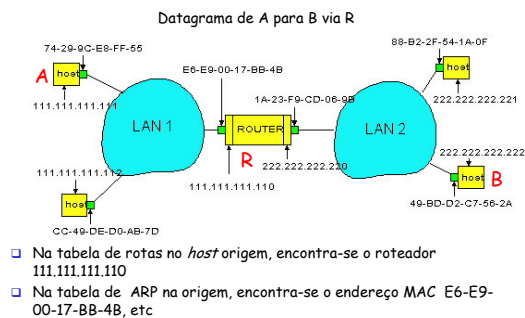 Datagrama de A para B via R
74-29-9C-E8-FF-55
88-B2-2F-54-1A-0F
A
host
E6-E9-00-17-BB-4B
host
111.111.111.111
1A-23-F9-CD-06-9B
222.222.222.221
LAN 1
ROUTER
LAN 2
111.111.111.112
R
222.222.222.220
222.222.222.222
host
B
111.111.111.110
host
49-BD-D2-C7-56-2A
CC-49-DE-D0-AB-7D
Na tabela de rotas no host origem, encontra-se o roteador
111.111.111.110
Na tabela de ARP na origem, encontra-se o endereço MAC E6-E9-
00-17-BB-4B, etc